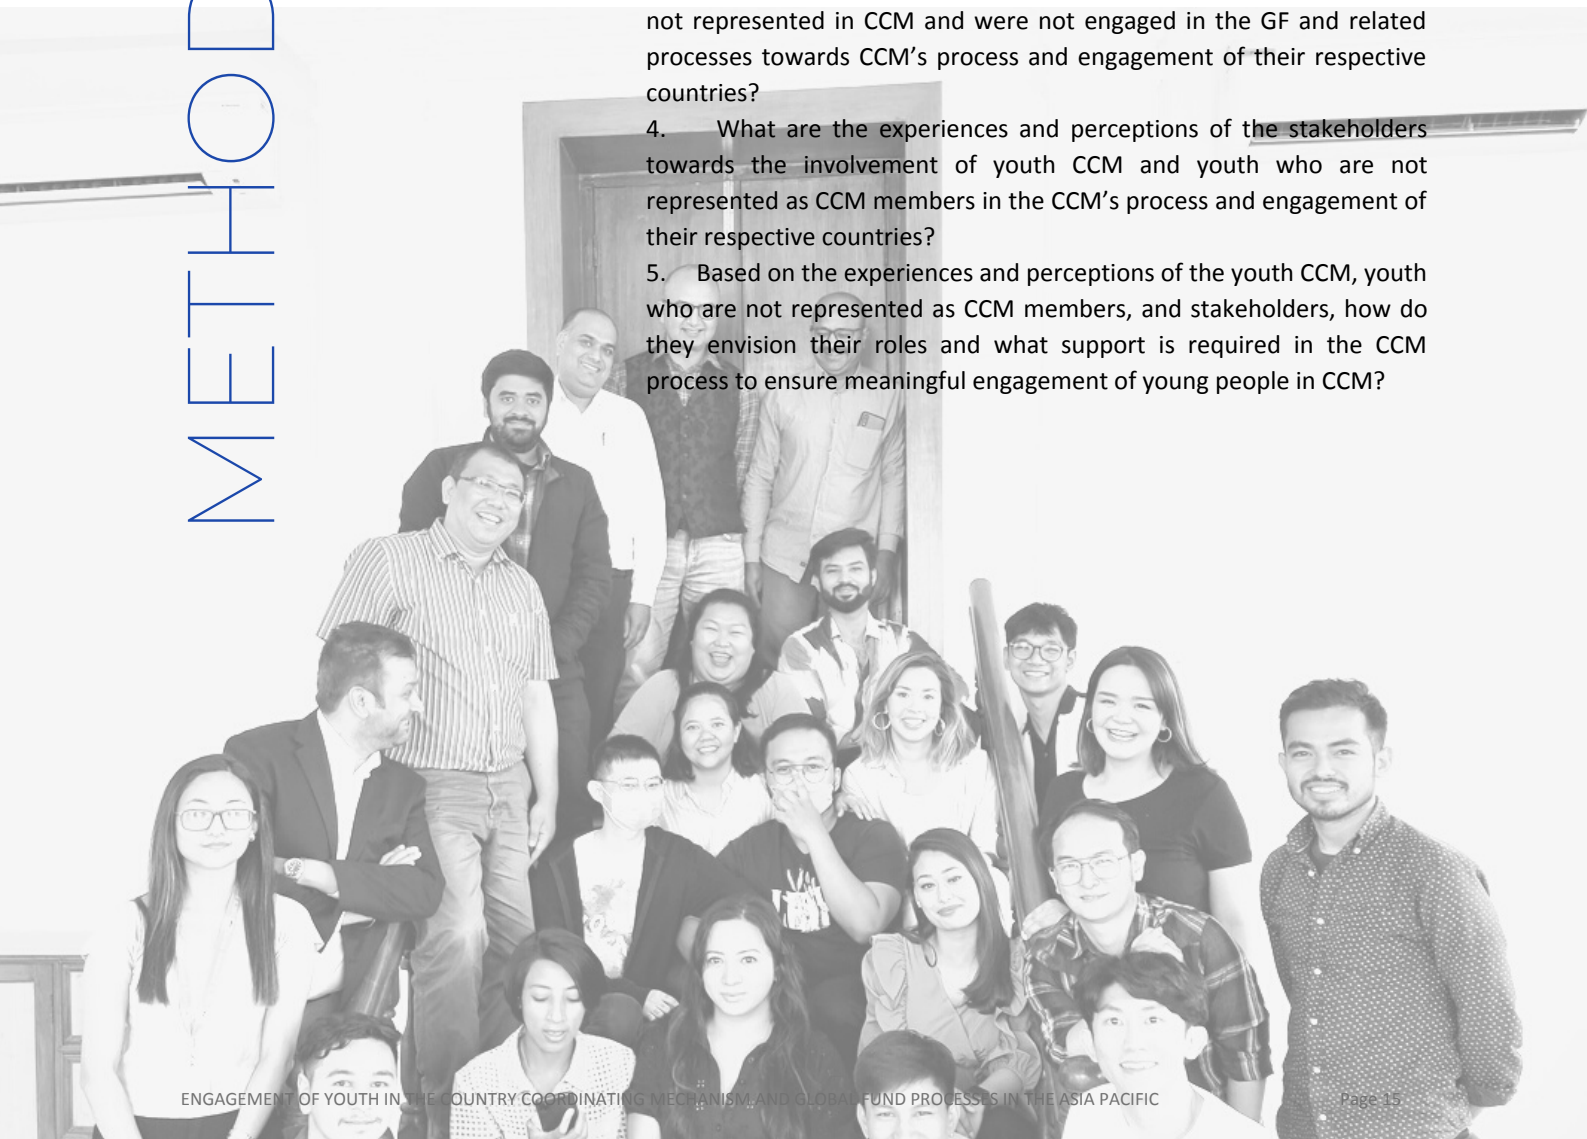 METHOD
not represented in CCM and were not engaged in the GF and related
processes towards CCM’s process and engagement of their respective
countries?
4. What are the experiences and perceptions of the stakeholders
towards the involvement of youth CCM and youth who are not
represented as CCM members in the CCM’s process and engagement of
their respective countries?
5. Based on the experiences and perceptions of the youth CCM, youth
who are not represented as CCM members, and stakeholders, how do
they envision their roles and what support is required in the CCM
process to ensure meaningful engagement of young people in CCM?
ENGAGEMENT OF YOUTH IN THE COUNTRY COORDINATING MECHANISM AND GLOBAL FUND PROCESSES IN THE ASIA PACIFIC Page 15